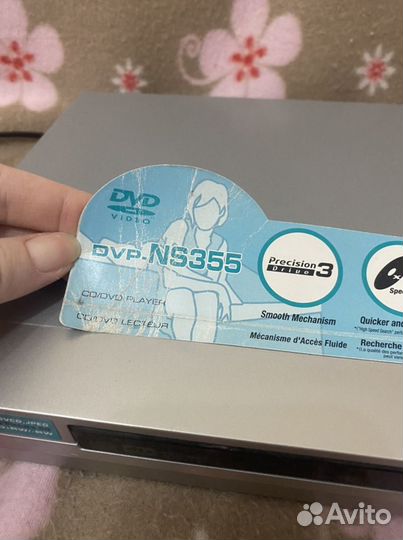 DVD
VIDEO
DVP-NS355
CD/DVD PLAYER
CD/DVD LECTEUR
Precision
Drive 3
Smooth Mechanism
Mécanisme d'Accès Fluide
Quicker and
Recherche
Avito